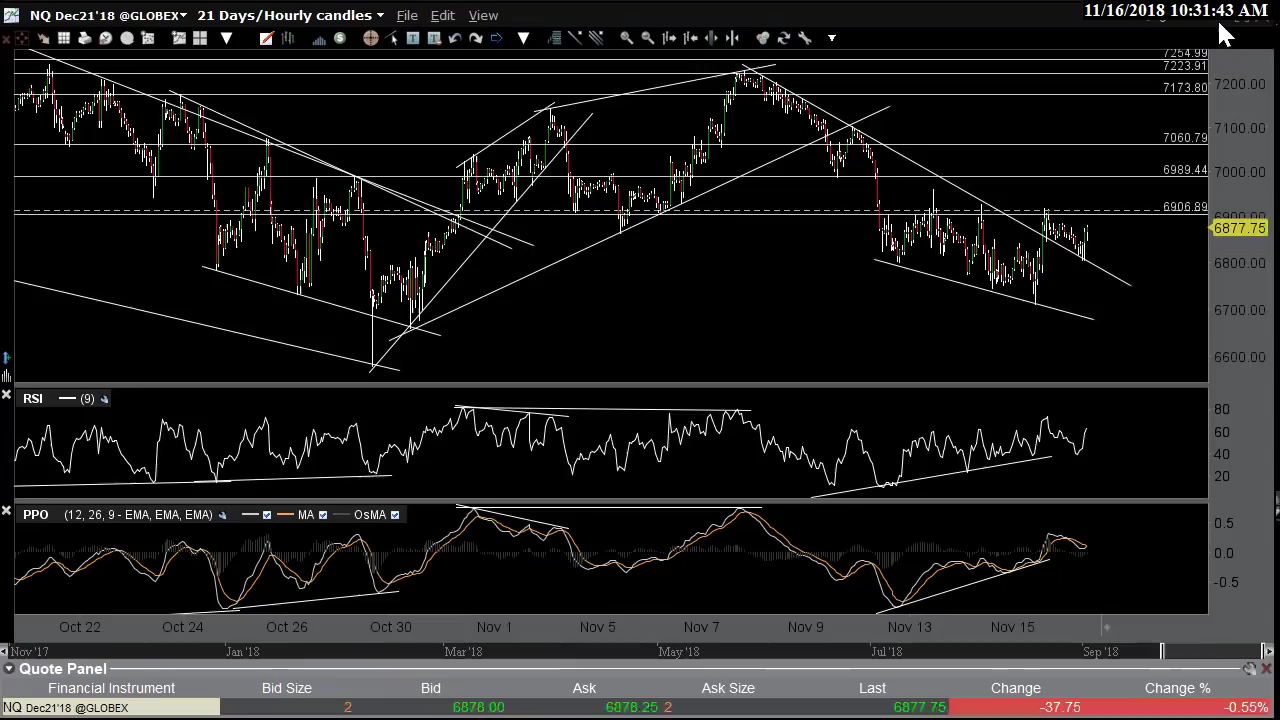 11/16/2018 10:31:43 AM
NQ Dec21'18 @GLOBEX 21 Days/Hourly candles File Edit View
7254.99
7223.91
7200.00
7173.80
7100.00
7060.79
7000.00
6989.44
6906.89
6900.00
6877.75
6800.00
6700.00
6600.00
RSI (9)
80
60
40
20
PPO (12, 26, 9 - EMA, EMA, EMA) MA OsMA
0.5
0.0
-0.5
Oct 22 Oct 24 Oct 26 Oct 30 Nov 1 Nov 5 Nov 7 Nov 9 Nov 13 Nov 15
Nov '17 Jan '18 Mar '18 May '18 Jul '18 Sep '18
Quote Panel
Financial Instrument Bid Size Bid Ask Ask Size Last Change Change %
NQ Dec21'18 @GLOBEX 2 6878.00 6878.25 2 6877.75 -37.75 -0.55%